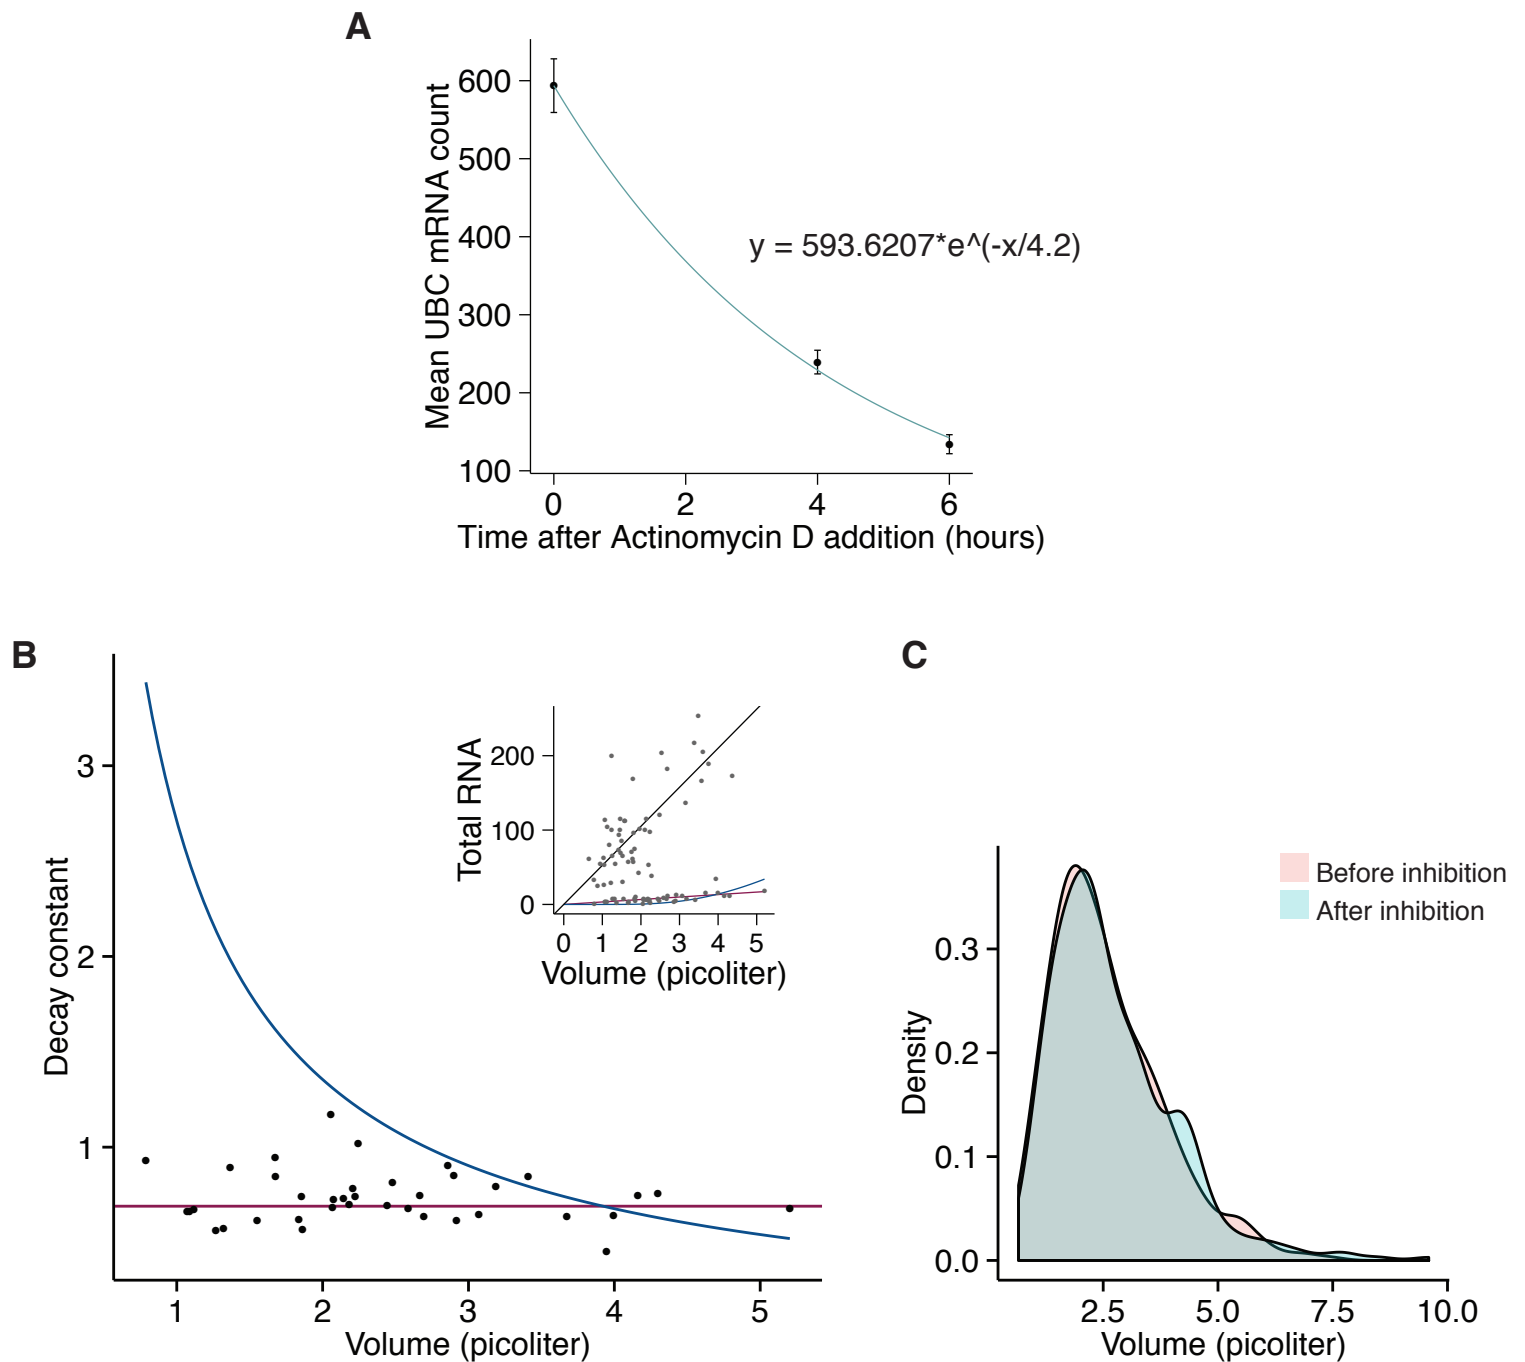 A
Mean UBC mRNA count
600
500
400
300
200
100
y = 593.6207*e^(-x/4.2)
0 2 4 6
Time after Actinomycin D addition (hours)
B
Decay constant
3
2
1
1 2 3 4 5
Volume (picoliter)
Total RNA
200
100
0
0 1 2 3 4 5
Volume (picoliter)
C
Before inhibition
After inhibition
Density
0.3
0.2
0.1
0.0
2.5 5.0 7.5 10.0
Volume (picoliter)